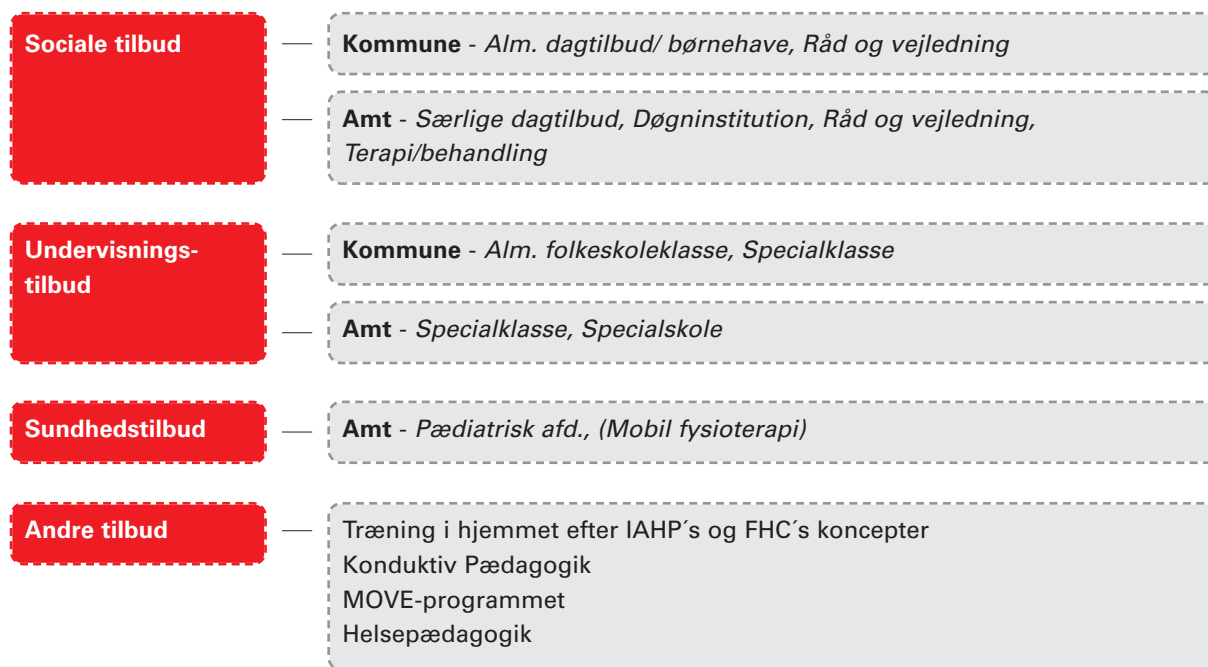 Sociale tilbud
Kommune - Alm. dagtilbud/ børnehave, Råd og vejledning
Amt - Særlige dagtilbud, Døgninstitution, Råd og vejledning,
Terapi/behandling
Undervisnings-
tilbud
Kommune - Alm. folkeskoleklasse, Specialklasse
Amt - Specialklasse, Specialskole
Sundhedstilbud
Amt - Pædiatrisk afd., (Mobil fysioterapi)
Andre tilbud
Træning i hjemmet efter IAHP´s og FHC´s koncepter
Konduktiv Pædagogik
MOVE-programmet
Helsepædagogik